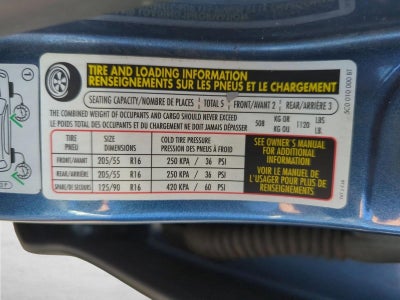 TIRE AND LOADING INFORMATION
RENSEIGNEMENTS SUR LES PNEUS ET LE CHARGEMENT
SEATING CAPACITY/NOMBRE DE PLACES TOTAL 5 FRONT/AVANT 2 REAR/ARRIÈRE 3
THE COMBINED WEIGHT OF OCCUPANTS AND CARGO SHOULD NEVER EXCEED 508 KG OR 1120 LBS.
LE POIDS TOTAL DES OCCUPANTS ET DU CHARGEMENT NE DOIT JAMAIS DÉPASSER KG OU LB.
TIRE SIZE COLD TIRE PRESSURE
PNEU DIMENSIONS PRESSION DES PNEUS À FROID
FRONT/AVANT 205/55 R16 250 KPA / 36 PSI
REAR/ARRIÈRE 205/55 R16 250 KPA / 36 PSI
SPARE/DE SECOURS 125/90 R16 420 KPA / 60 PSI
SEE OWNER'S MANUAL
FOR ADDITIONAL
INFORMATION
VOIR LE MANUEL DE
L'USAGER POUR PLUS DE
RENSEIGNEMENTS
5C0 010 000 BT